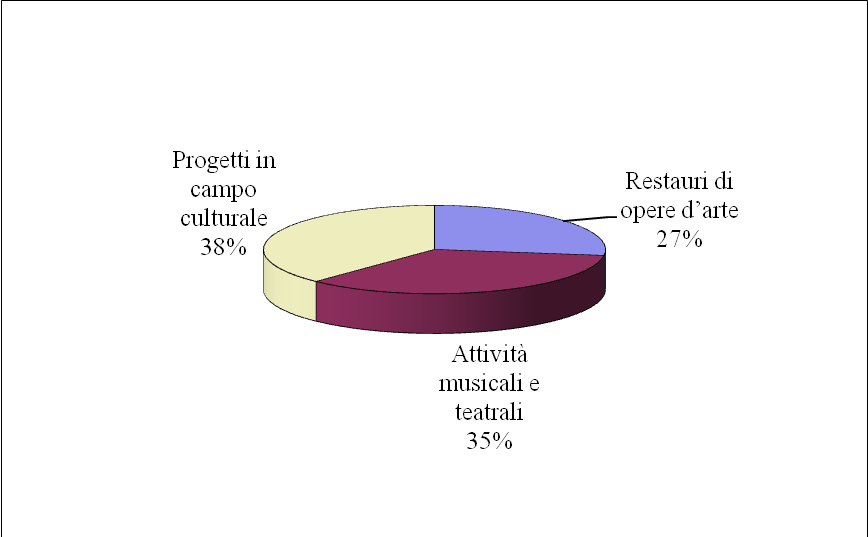 Progetti in
campo
culturale
38%
Restauri di
opere d’arte
27%
Attività
musicali e
teatrali
35%